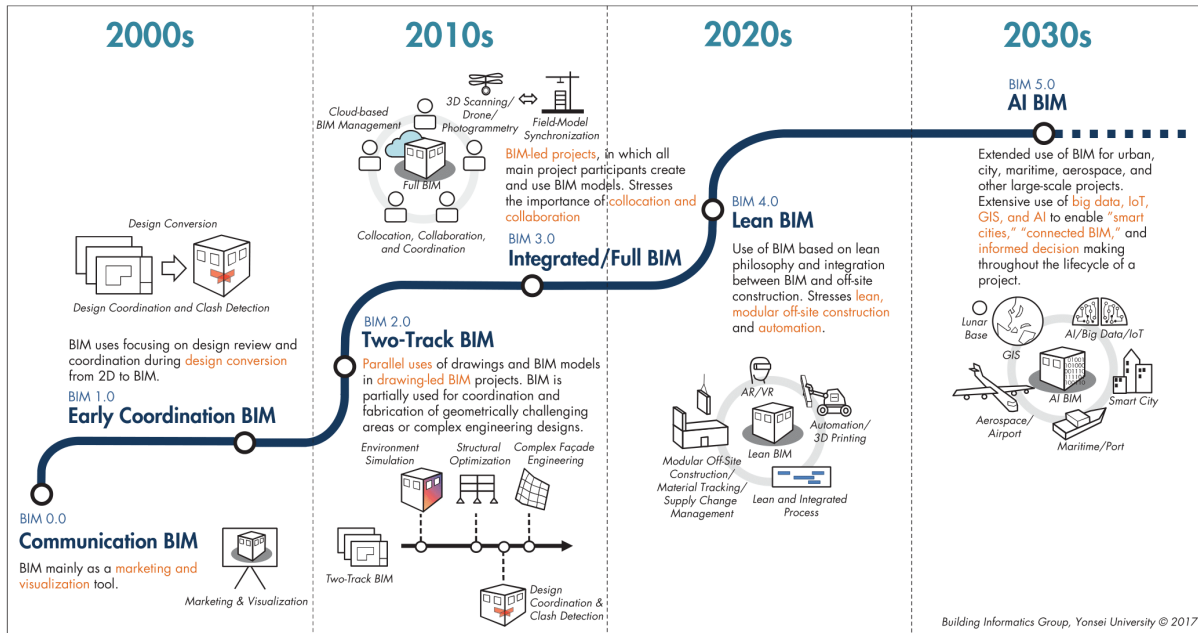 2000s
2010s
2020s
2030s
Design Conversion
Design Coordination and Clash Detection
BIM uses focusing on design review and
coordination during design conversion
from 2D to BIM.
BIM 1.0
Early Coordination BIM
BIM 0.0
Communication BIM
BIM mainly as a marketing and
visualization tool.
Marketing & Visualization
Cloud-based
BIM Management
3D Scanning/
Drone/
Photogrammetry
Field-Model
Synchronization
Full BIM
Collocation, Collaboration,
and Coordination
BIM-led projects, in which all
main project participants create
and use BIM models. Stresses
the importance of collocation and
collaboration
BIM 3.0
Integrated/Full BIM
BIM 2.0
Two-Track BIM
Parallel uses of drawings and BIM models
in drawing-led BIM projects. BIM is
partially used for coordination and
fabrication of geometrically challenging
areas or complex engineering designs.
Environment
Simulation
Structural
Optimization
Complex Façade
Engineering
Two-Track BIM
Design
Coordination &
Clash Detection
BIM 4.0
Lean BIM
Use of BIM based on lean
philosophy and integration
between BIM and off-site
construction. Stresses lean,
modular off-site construction
and automation.
AR/VR
Automation/
3D Printing
Lean BIM
Modular Off-Site
Construction/
Material Tracking/
Supply Change
Management
Lean and Integrated
Process
BIM 5.0
AI BIM
Extended use of BIM for urban,
city, maritime, aerospace, and
other large-scale projects.
Extensive use of big data, IoT,
GIS, and AI to enable “smart
cities,” “connected BIM,” and
informed decision making
throughout the lifecycle of a
project.
Lunar
Base
GIS
AI/Big Data/IoT
AI BIM
Smart City
Aerospace/
Airport
Maritime/Port
Building Informatics Group, Yonsei University © 2017